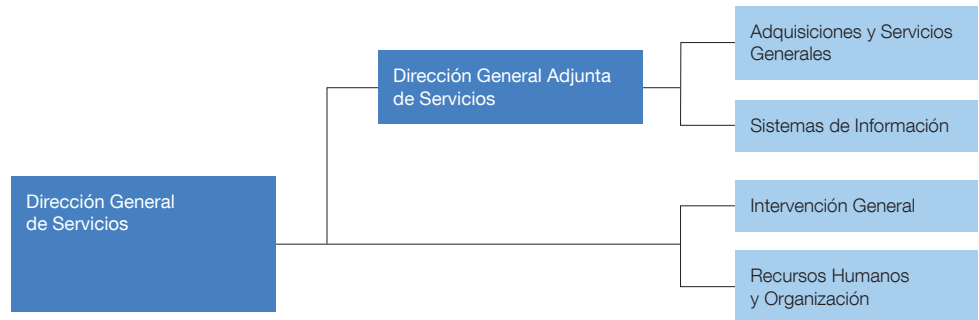 Adquisiciones y Servicios
Generales
Dirección General Adjunta
de Servicios
Sistemas de Información
Dirección General
de Servicios
Intervención General
Recursos Humanos
y Organización